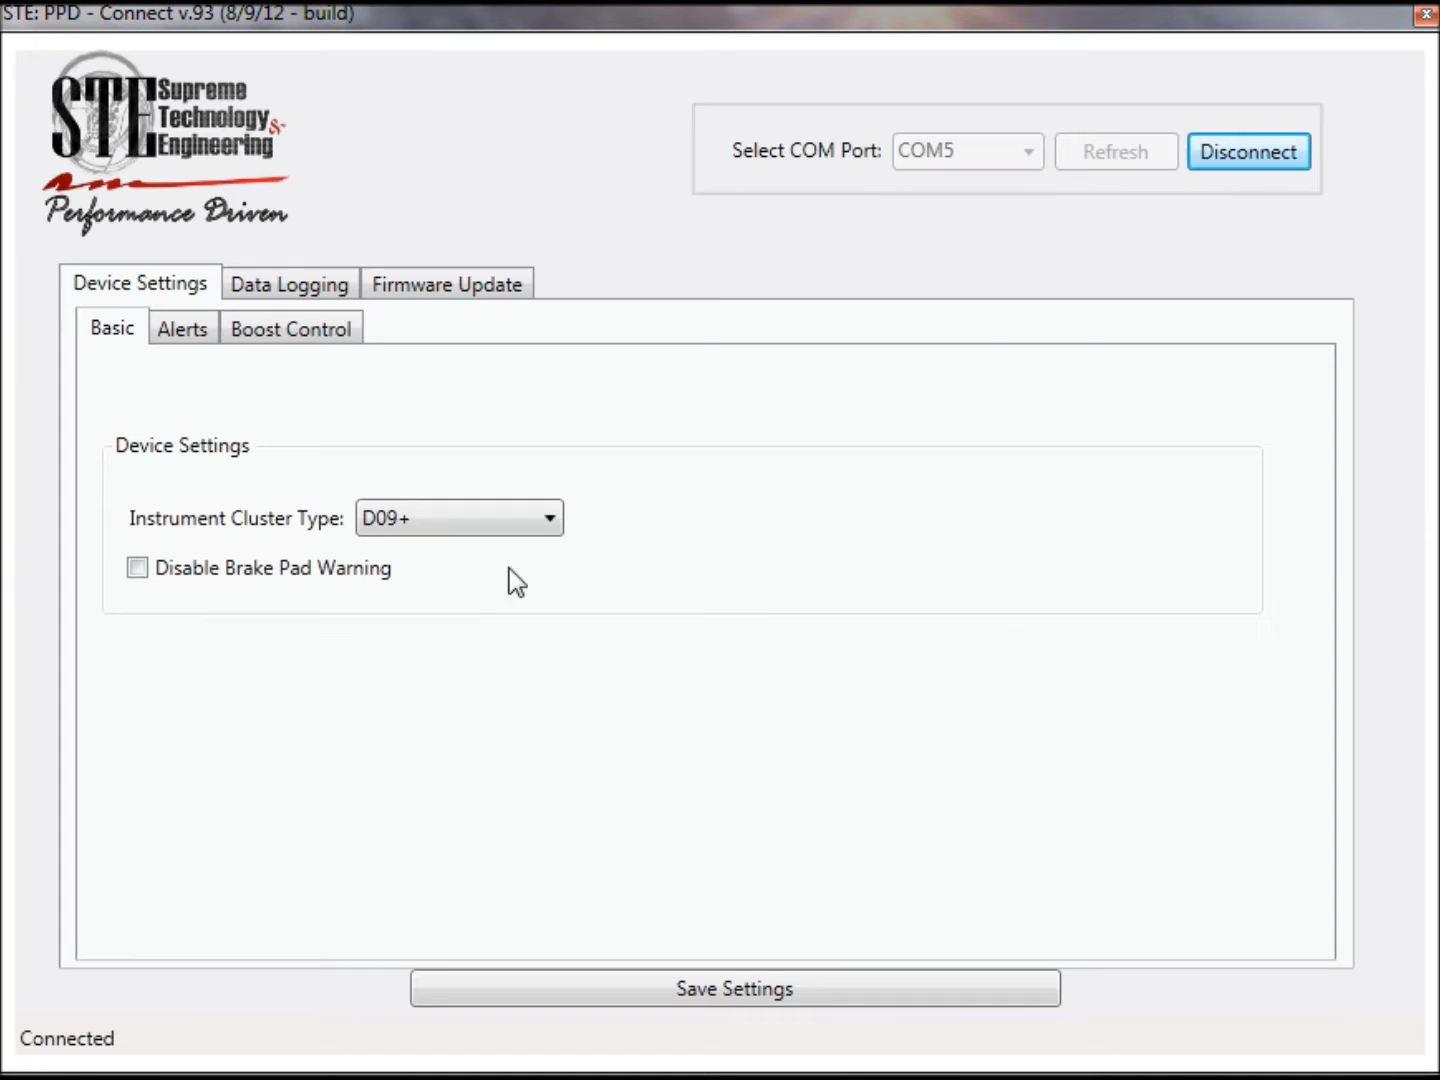 STE: PPD - Connect v.93 (8/9/12 - build)
STE Supreme
Technology &
Engineering
Performance Driven
Select COM Port: COM5 Refresh Disconnect
Device Settings Data Logging Firmware Update
Basic Alerts Boost Control
Device Settings
Instrument Cluster Type: D09+
Disable Brake Pad Warning
Save Settings
Connected